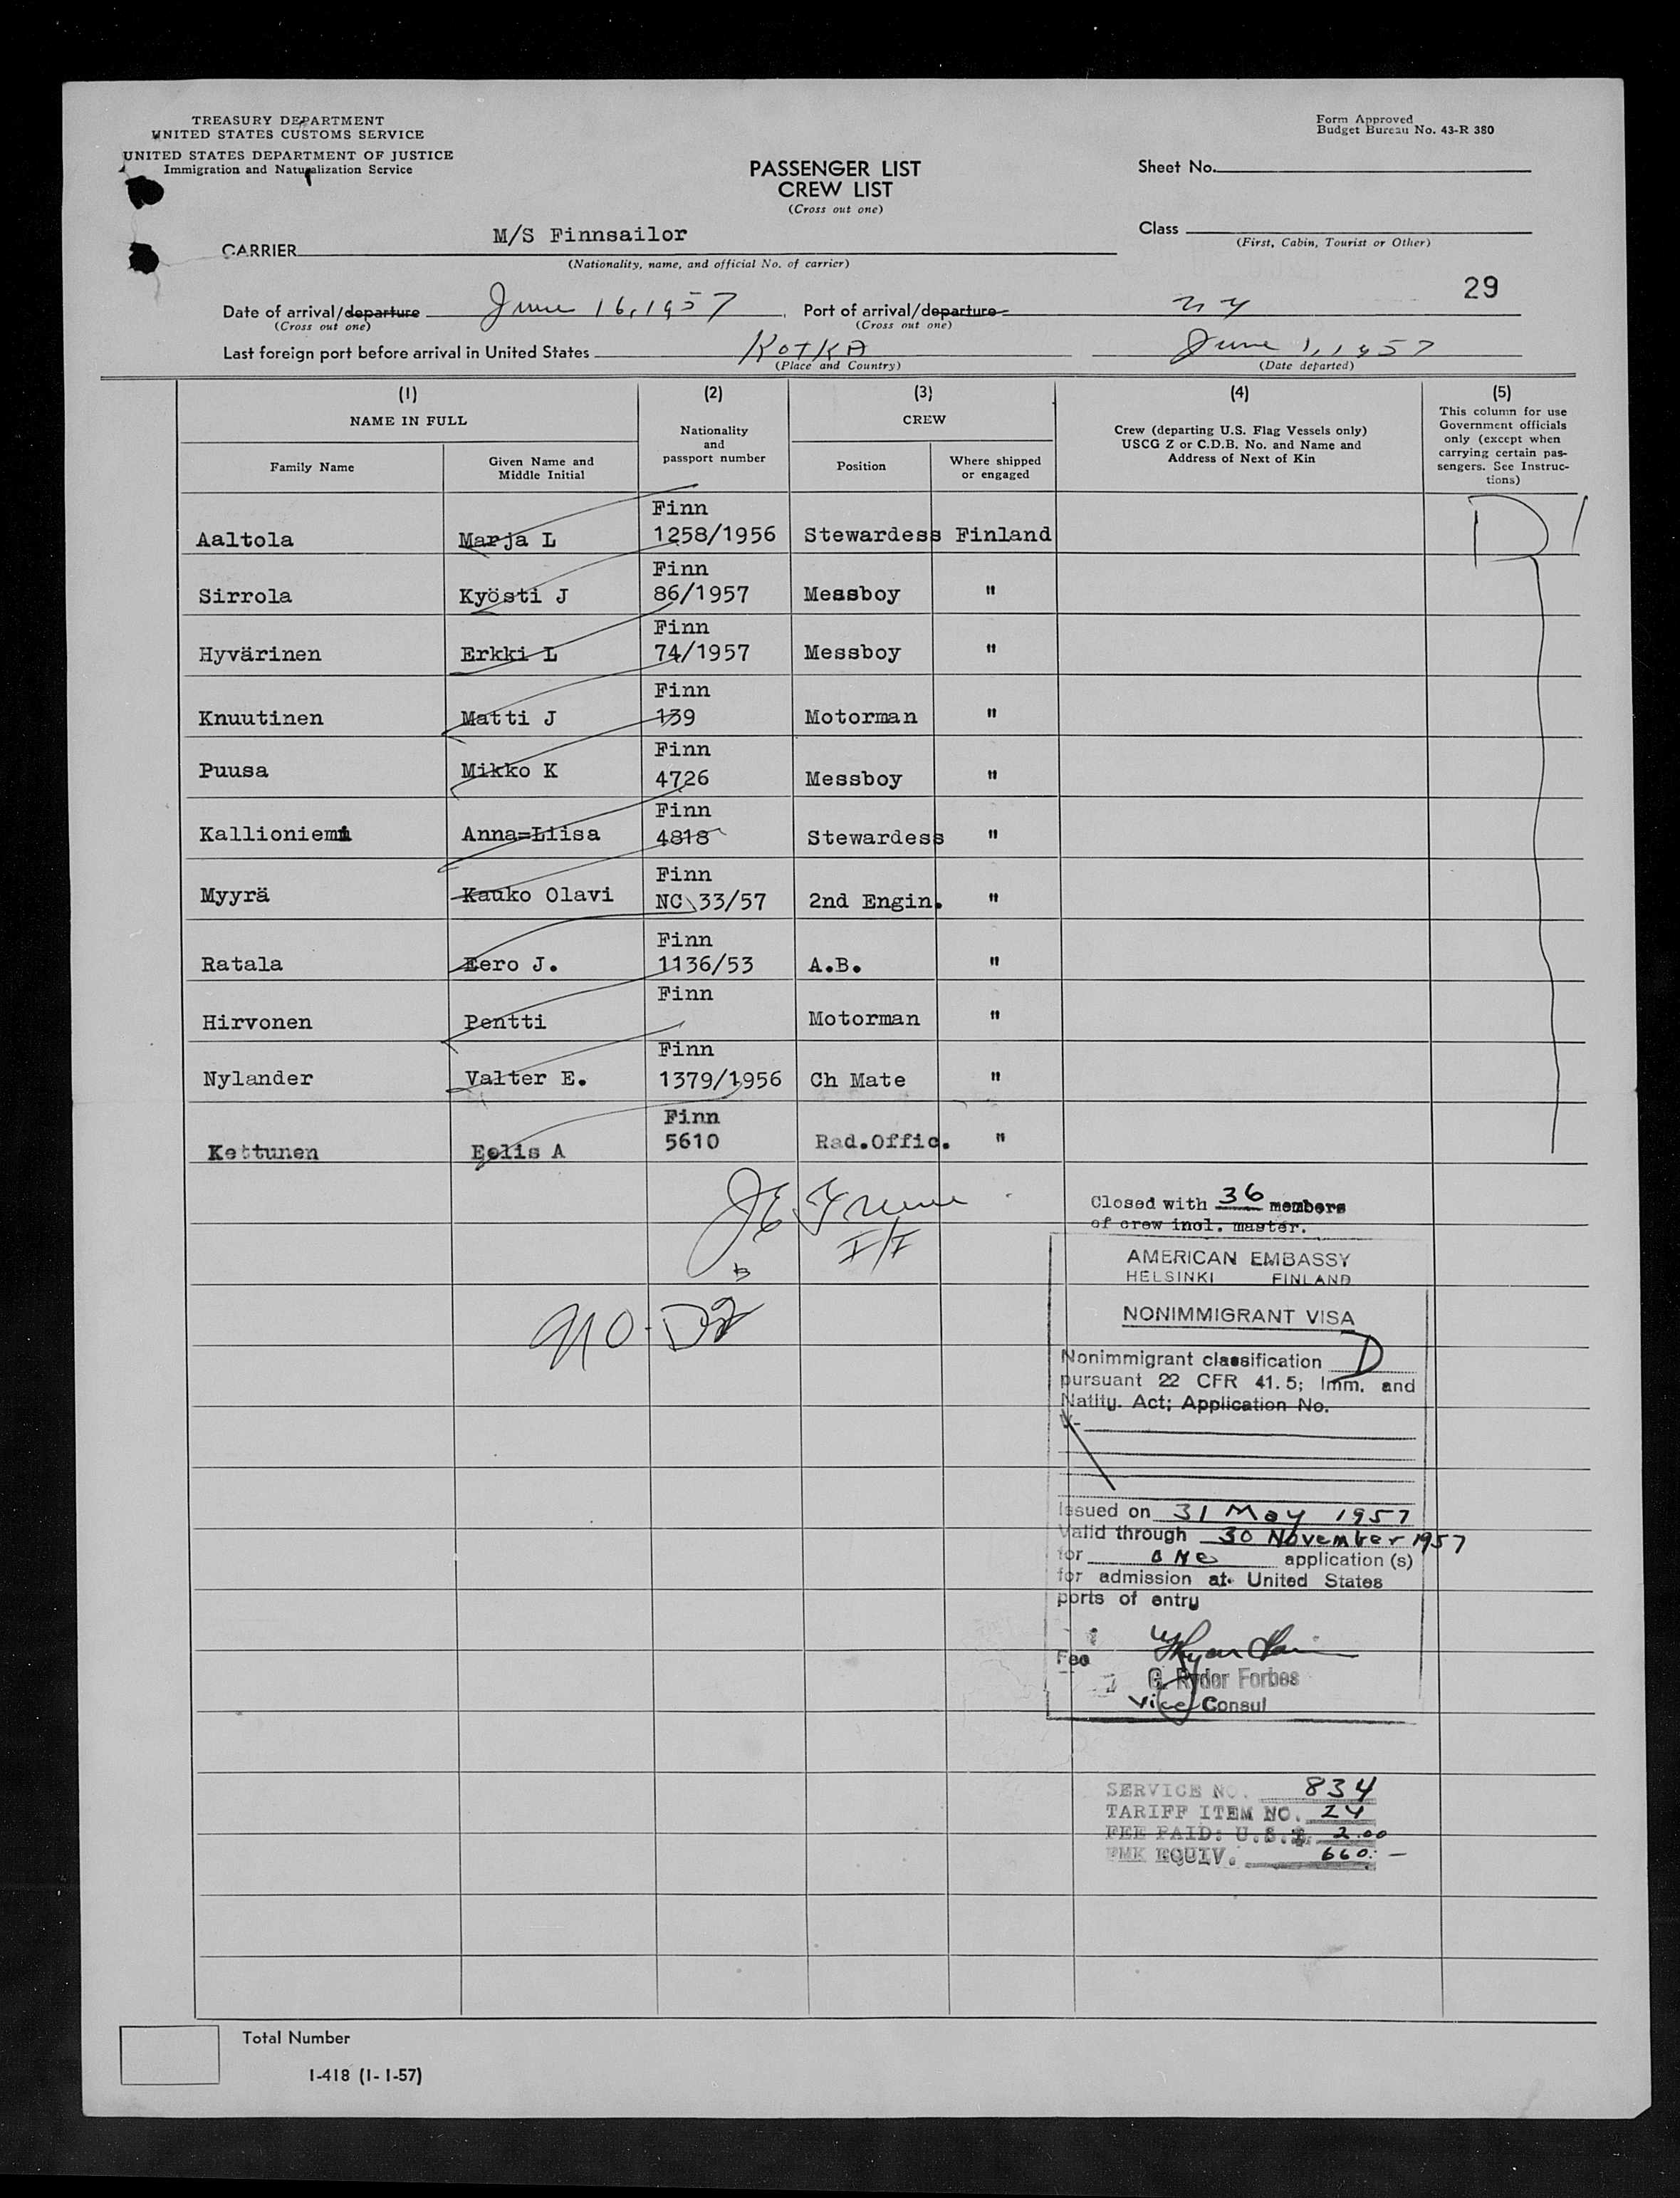 TREASURY DEPARTMENT
UNITED STATES CUSTOMS SERVICE
UNITED STATES DEPARTMENT OF JUSTICE
Immigration and Naturalization Service
Form Approved
Budget Bureau No. 43-R 380
PASSENGER LIST
CREW LIST
(Cross out one)
Sheet No.
Class
(First, Cabin, Tourist or Other)
CARRIER M/S Finnsailor
(Nationality, name, and official No. of carrier)
29
Date of arrival/departure June 16, 1957 Port of arrival/departure NY
(Cross out one) (Cross out one)
Last foreign port before arrival in United States KOTKA June 1, 1957
(Place and Country) (Date departed)
(1) (2) (3) (4) (5)
NAME IN FULL
Family Name
Given Name and Middle Initial
Nationality and passport number
CREW
Position
Where shipped or engaged
Crew (departing U.S. Flag Vessels only)
USCG Z or C.D.B. No. and Name and
Address of Next of Kin
This column for use
Government officials
only (except when
carrying certain pas-
sengers. See Instruc-
tions)
Finn
Aaltola Marja L 1258/1956 Stewardess Finland D1
Finn
Sirrola Kyösti J 86/1957 Messboy "
Finn
Hyvärinen Erkki L 74/1957 Messboy "
Finn
Knuutinen Matti J 139 Motorman "
Finn
Puusa Mikko K 4726 Messboy "
Finn
Kallioniemi Anna=Liisa 4818 Stewardess "
Finn
Myyrä Kauko Olavi NC 33/57 2nd Engin. "
Finn
Ratala Eero J. 1136/53 A.B. "
Finn
Hirvonen Pentti Motorman "
Finn
Nylander Valter E. 1379/1956 Ch Mate "
Finn
Kettunen Eelis A 5610 Rad.Offic. "
I/I
NO-D2
Closed with 36 members
of crew incl. master.
AMERICAN EMBASSY
HELSINKI FINLAND
NONIMMIGRANT VISA
Nonimmigrant classification D
pursuant 22 CFR 41.5; Imm. and
Natlty. Act; Application No.
V-
Issued on 31 May 1957
Valid through 30 November 1957
for one application (s)
for admission at United States
ports of entry
Fee
G. Ryder Forbes
Vice Consul
SERVICE NO. 834
TARIFF ITEM NO. 24
FEE PAID: U.S.$ 2.00
FMK EQUIV. 660.-
Total Number
I-418 (1-1-57)